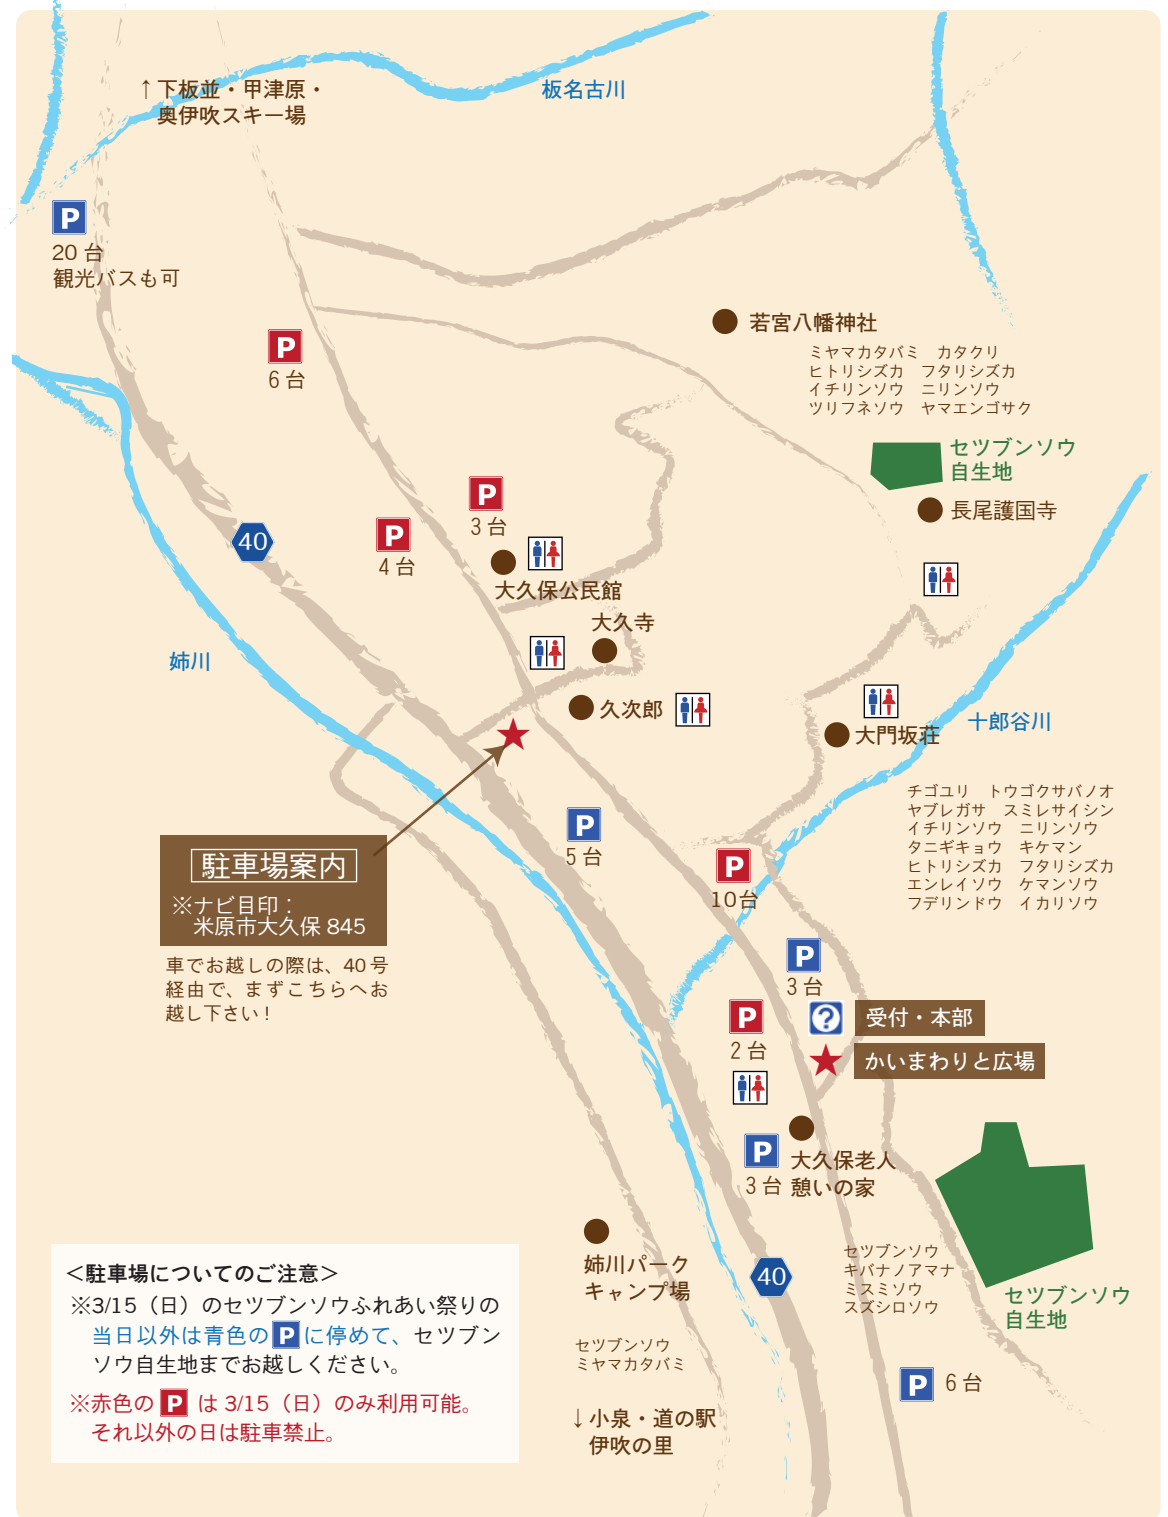 ↑下板並・甲津原・
奥伊吹スキー場
板名古川
P
20 台
観光バスも可
P
6 台
若宮八幡神社
ミヤマカタバミ　カタクリ
ヒトリシズカ　フタリシズカ
イチリンソウ　ニリンソウ
ツリフネソウ　ヤマエンゴサク
セツブンソウ
自生地
長尾護国寺
P
3 台
P
4 台
40
大久保公民館
大久寺
姉川
久次郎
大門坂荘
十郎谷川
チゴユリ　トウゴクサバノオ
ヤブレガサ　スミレサイシン
イチリンソウ　ニリンソウ
タニギキョウ　キケマン
ヒトリシズカ　フタリシズカ
エンレイソウ　ケマンソウ
フデリンドウ　イカリソウ
P
5 台
P
10台
駐車場案内
※ナビ目印：
米原市大久保 845
車でお越しの際は、40 号
経由で、まずこちらへお
越し下さい！
P
3 台
?
受付・本部
P
2 台
かいまわりと広場
P
3 台
大久保老人
憩いの家
姉川パーク
キャンプ場
40
セツブンソウ
キバナノアマナ
ミスミソウ
スズシロソウ
セツブンソウ
自生地
セツブンソウ
ミヤマカタバミ
P
6 台
↓小泉・道の駅
伊吹の里
＜駐車場についてのご注意＞
※3/15（日）のセツブンソウふれあい祭りの
当日以外は青色の P に停めて、セツブン
ソウ自生地までお越しください。
※赤色の P は 3/15（日）のみ利用可能。
それ以外の日は駐車禁止。